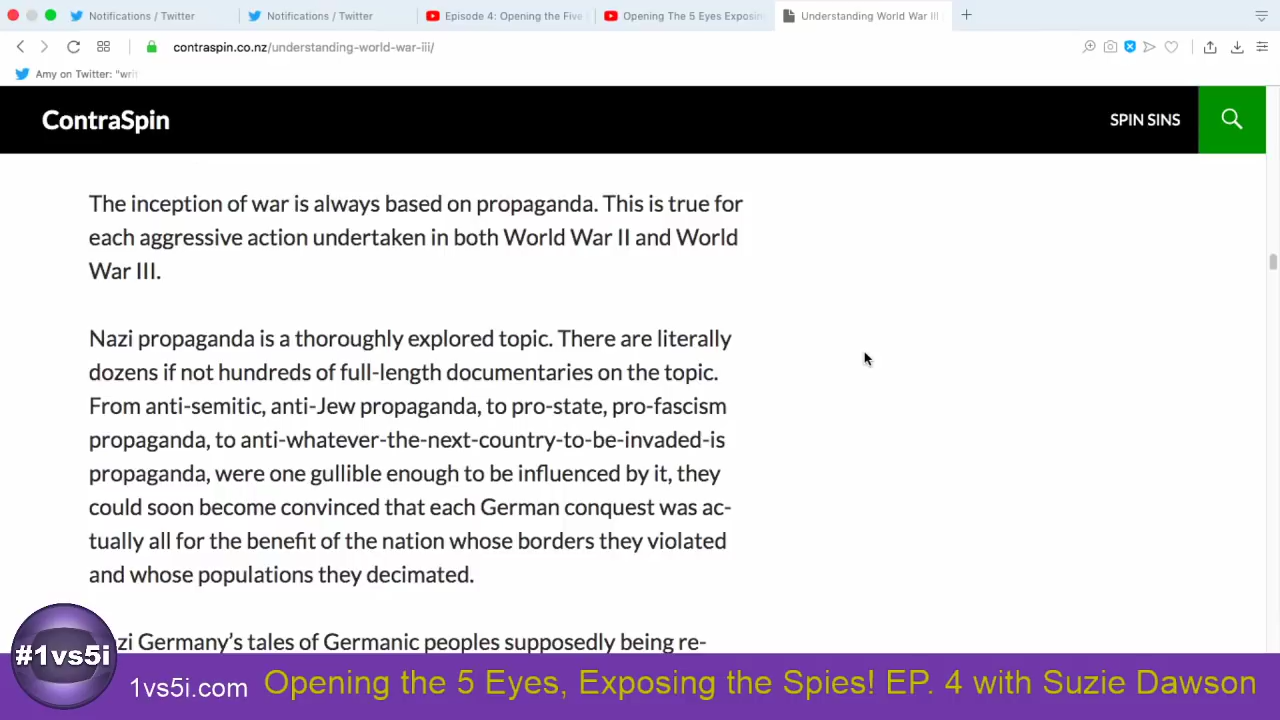 Notifications / Twitter
Notifications / Twitter
Episode 4: Opening the Five
Opening The 5 Eyes Exposin
Understanding World War III
contraspin.co.nz/understanding-world-war-iii/
Amy on Twitter: "writ
ContraSpin
SPIN SINS
The inception of war is always based on propaganda. This is true for
each aggressive action undertaken in both World War II and World
War III.
Nazi propaganda is a thoroughly explored topic. There are literally
dozens if not hundreds of full-length documentaries on the topic.
From anti-semitic, anti-Jew propaganda, to pro-state, pro-fascism
propaganda, to anti-whatever-the-next-country-to-be-invaded-is
propaganda, were one gullible enough to be influenced by it, they
could soon become convinced that each German conquest was ac-
tually all for the benefit of the nation whose borders they violated
and whose populations they decimated.
zi Germany's tales of Germanic peoples supposedly being re-
#1vs5i
1vs5i.com
Opening the 5 Eyes, Exposing the Spies! EP. 4 with Suzie Dawson